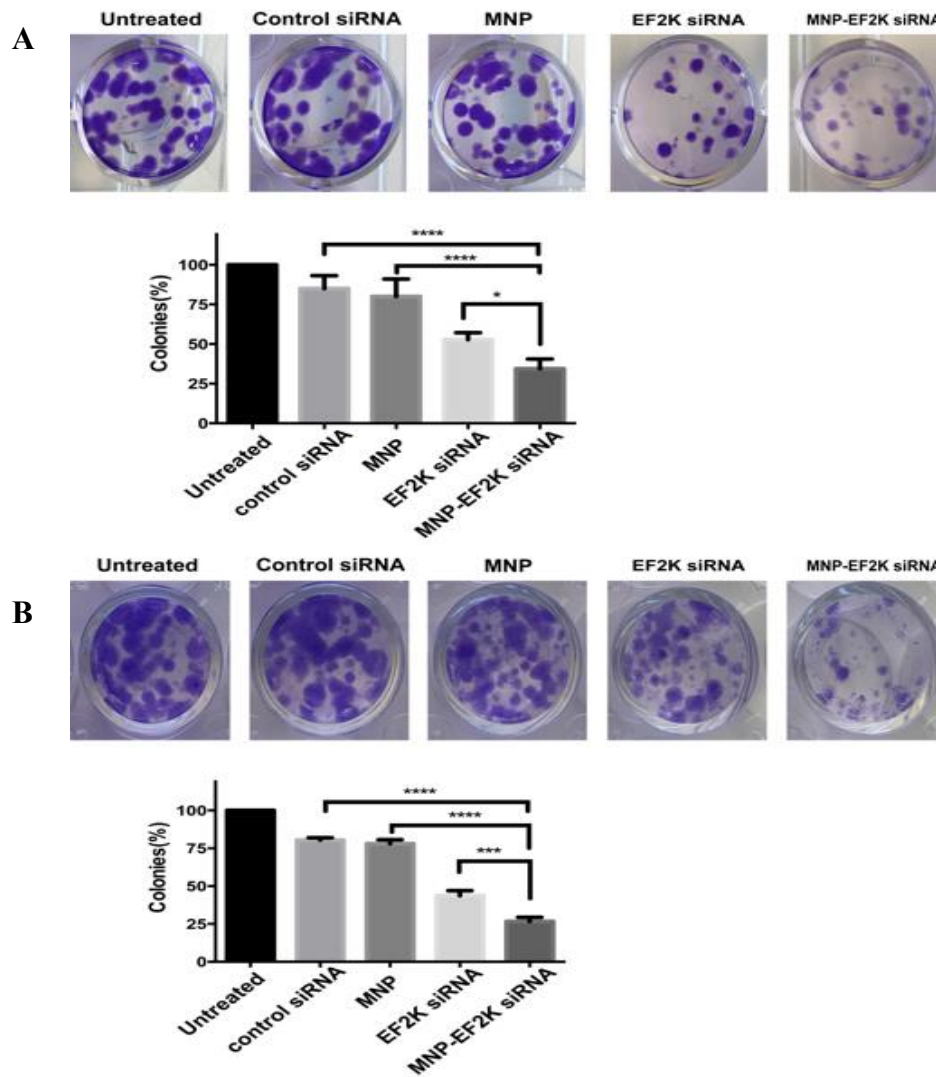 A
Untreated Control siRNA MNP EF2K siRNA MNP-EF2K siRNA
****
****
*
Colonies(%)
100
75
50
25
0
Untreated
control siRNA
MNP
EF2K siRNA
MNP-EF2K siRNA
B
Untreated Control siRNA MNP EF2K siRNA MNP-EF2K siRNA
****
****
***
Colonies(%)
100
75
50
25
0
Untreated
control siRNA
MNP
EF2K siRNA
MNP-EF2K siRNA